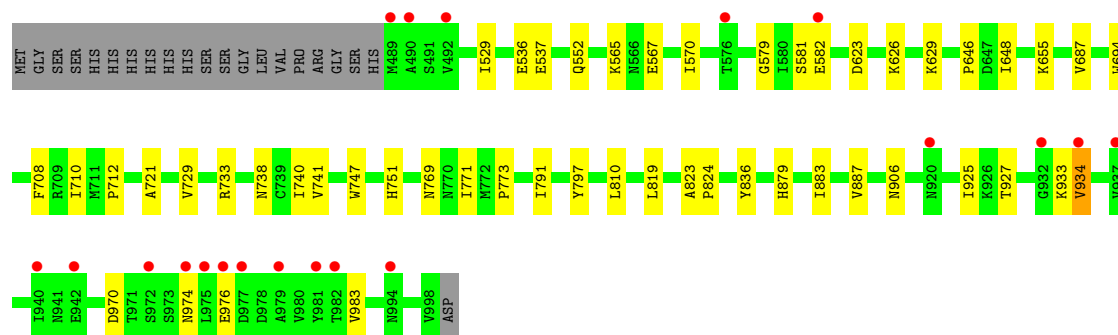 MET GLY SER SER HIS HIS HIS HIS HIS HIS SER SER GLY LEU VAL PRO ARG GLY SER HIS M489 A490 S491 V492 I529 E536 E537 Q552 K565 N566 E567 I570 T576 G579 I580 S581 E582 D623 K626 K629 P646 D647 I648 K655 V687
F708 R709 I710 M711 P712 A721 V729 R733 N738 C739 I740 V741 W747 H751 N769 N770 I771 M772 P773 I791 Y797 L810 L819 A823 P824 Y836 H879 I883 V887 N906 N920 I925 K926 T927 G932 K933 V934
I940 N941 E942 D970 T971 S972 S973 N974 L975 E976 D977 D978 A979 V980 Y981 T982 V983 N994 V998 ASP